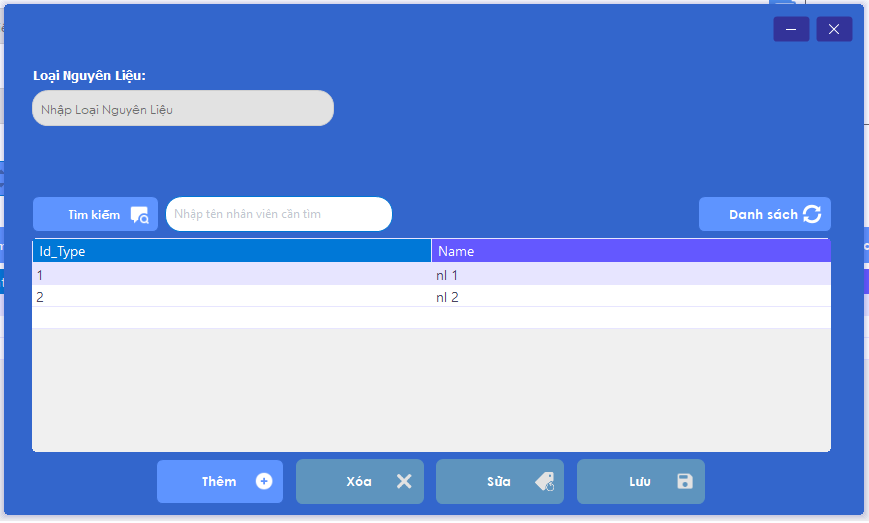 Loại Nguyên Liệu:
Nhập Loại Nguyên Liệu
Tìm kiếm
Nhập tên nhân viên cần tìm
Danh sách
Id_Type Name
1 nl 1
2 nl 2
Thêm Xóa Sửa Lưu